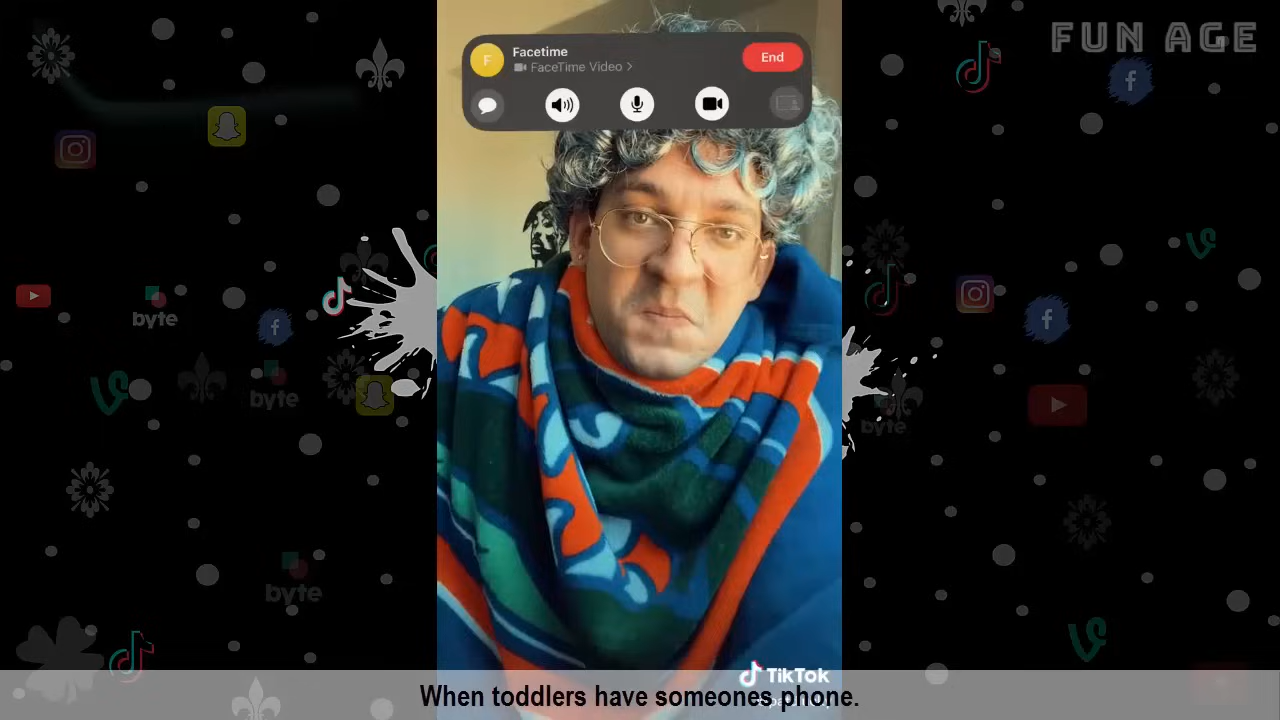 FUN AGE
Facetime
FaceTime Video
End
F
byte
byte
byte
byte
TikTok
When toddlers have someones phone.